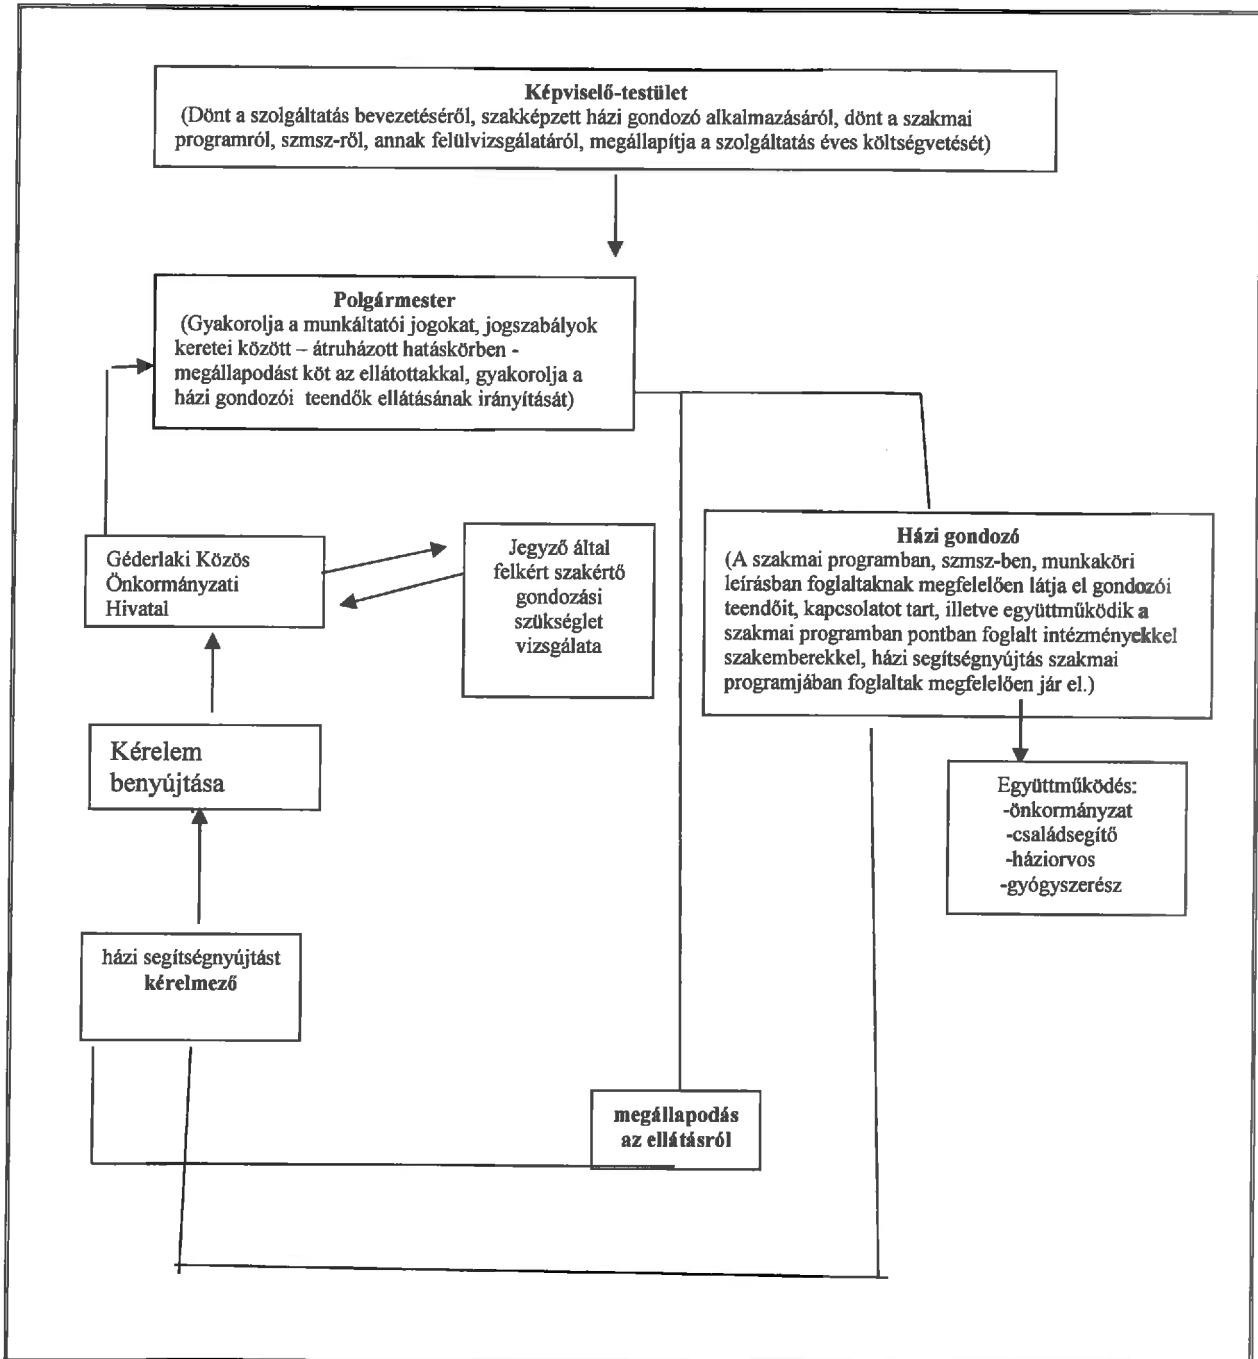 Képviselő-testület
(Dönt a szolgáltatás bevezetéséről, szakképzett házi gondozó alkalmazásáról, dönt a szakmai
programról, szmsz-ről, annak felülvizsgálatáról, megállapítja a szolgáltatás éves költségvetését)
Polgármester
(Gyakorolja a munkáltatói jogokat, jogszabályok
keretei között – átruházott hatáskörben -
megállapodást köt az ellátottakkal, gyakorolja a
házi gondozói teendők ellátásának irányítását)
Géderlaki Közös
Önkormányzati
Hivatal
Jegyző által
felkért szakértő
gondozási
szükséglet
vizsgálata
Házi gondozó
(A szakmai programban, szmsz-ben, munkaköri
leírásban foglaltaknak megfelelően látja el gondozói
teendőit, kapcsolatot tart, illetve együttműködik a
szakmai programban pontban foglalt intézményekkel
szakemberekkel, házi segítségnyújtás szakmai
programjában foglaltak megfelelően jár el.)
Kérelem
benyújtása
Együttműködés:
-önkormányzat
-családsegítő
-háziorvos
-gyógyszerész
házi segítségnyújtást
kérelmező
megállapodás
az ellátásról